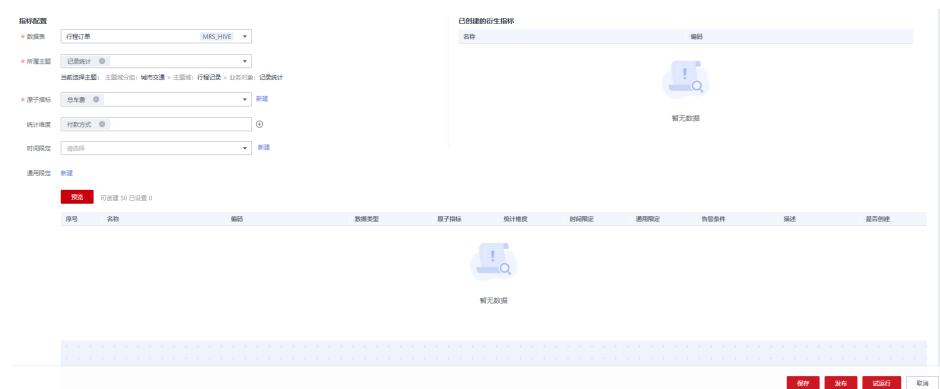 指标配置
已创建的衍生指标
* 数据表 行程订单 MRS_HIVE
名称 编码
* 所属主题 记录统计
当前选择主题： 主题域分组：城市交通 > 主题域：行程记录 > 业务对象：记录统计
* 原子指标 总车费 新建
暂无数据
统计维度 付款方式
时间限定 请选择 新建
通用限定 新建
预览 可创建 50 已设置 0
序号 名称 编码 数据类型 原子指标 统计维度 时间限定 通用限定 告警条件 描述 是否创建
暂无数据
保存 发布 试运行 取消